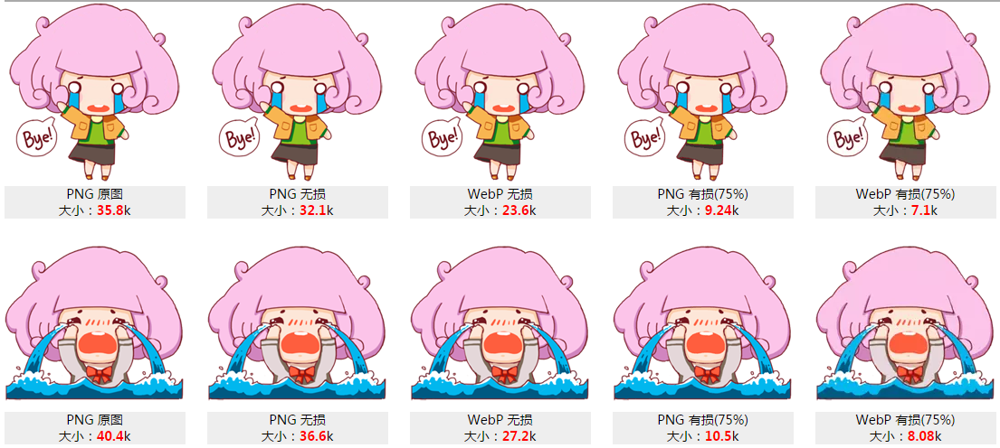 Bye!
Bye!
Bye!
Bye!
Bye!
PNG 原图
大小：35.8k
PNG 无损
大小：32.1k
WebP 无损
大小：23.6k
PNG 有损(75%)
大小：9.24k
WebP 有损(75%)
大小：7.1k
PNG 原图
大小：40.4k
PNG 无损
大小：36.6k
WebP 无损
大小：27.2k
PNG 有损(75%)
大小：10.5k
WebP 有损(75%)
大小：8.08k